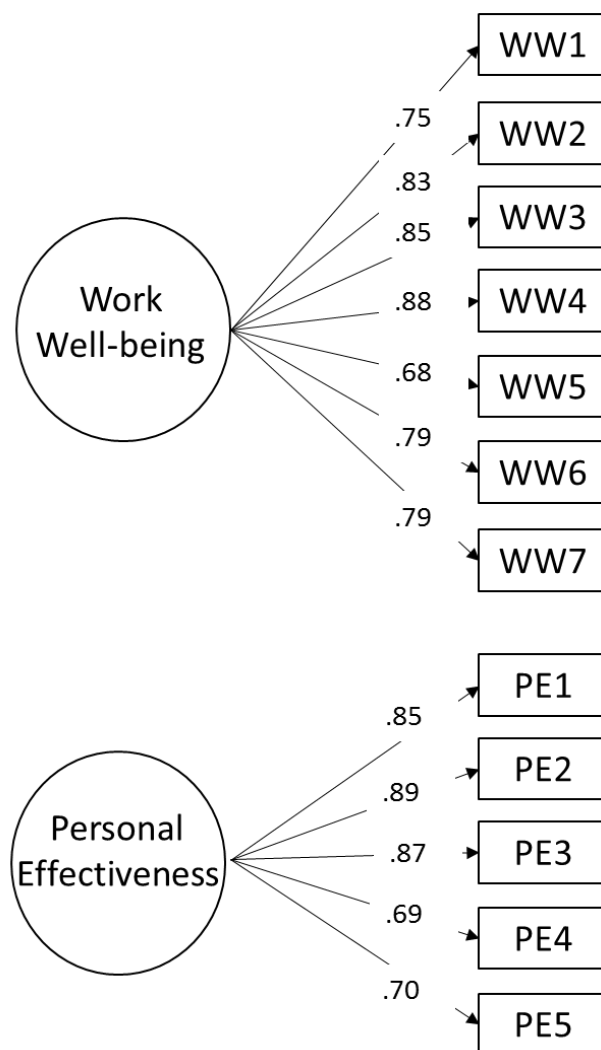 WW1
.75
WW2
.83
WW3
.85
Work
Well-being
.88
WW4
.68
WW5
.79
WW6
.79
WW7
PE1
.85
PE2
.89
Personal
Effectiveness
.87
PE3
.69
PE4
.70
PE5